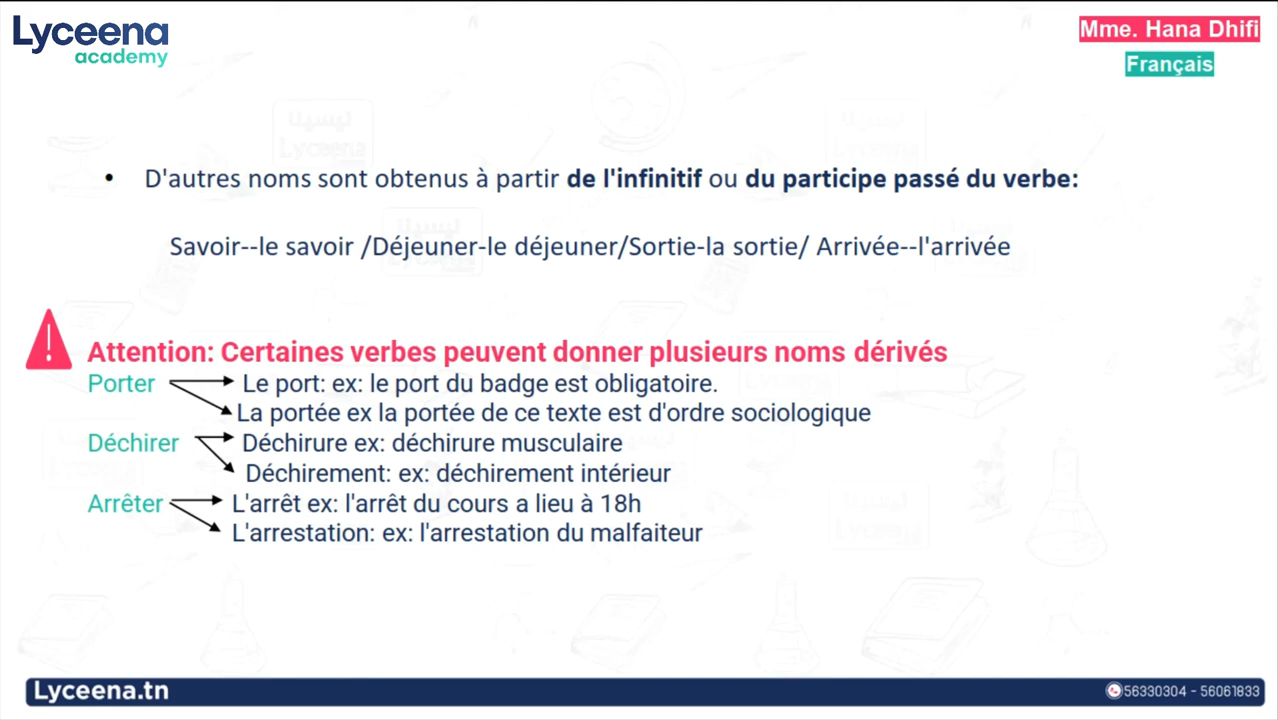 Lyceena
academy
Mme. Hana Dhifi
Français
• D'autres noms sont obtenus à partir de l'infinitif ou du participe passé du verbe:
Savoir--le savoir /Déjeuner-le déjeuner/Sortie-la sortie/ Arrivée--l'arrivée
Attention: Certaines verbes peuvent donner plusieurs noms dérivés
Porter Le port: ex: le port du badge est obligatoire.
La portée ex la portée de ce texte est d'ordre sociologique
Déchirer Déchirure ex: déchirure musculaire
Déchirement: ex: déchirement intérieur
Arrêter L'arrêt ex: l'arrêt du cours a lieu à 18h
L'arrestation: ex: l'arrestation du malfaiteur
Lyceena.tn
56330304 - 56061833